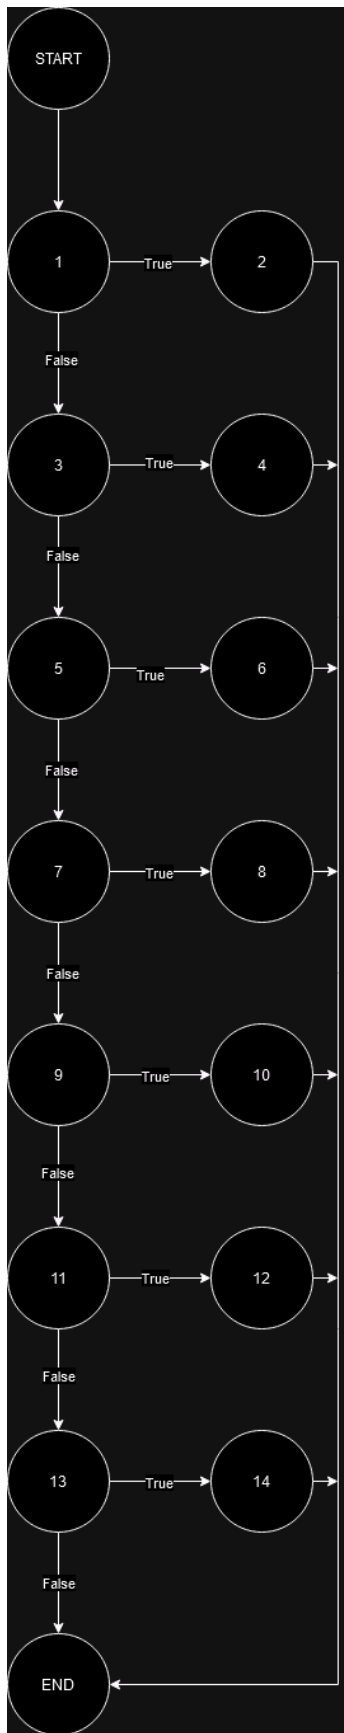 START
1
True
2
False
3
True
4
False
5
True
6
False
7
True
8
False
9
True
10
False
11
True
12
False
13
True
14
False
END